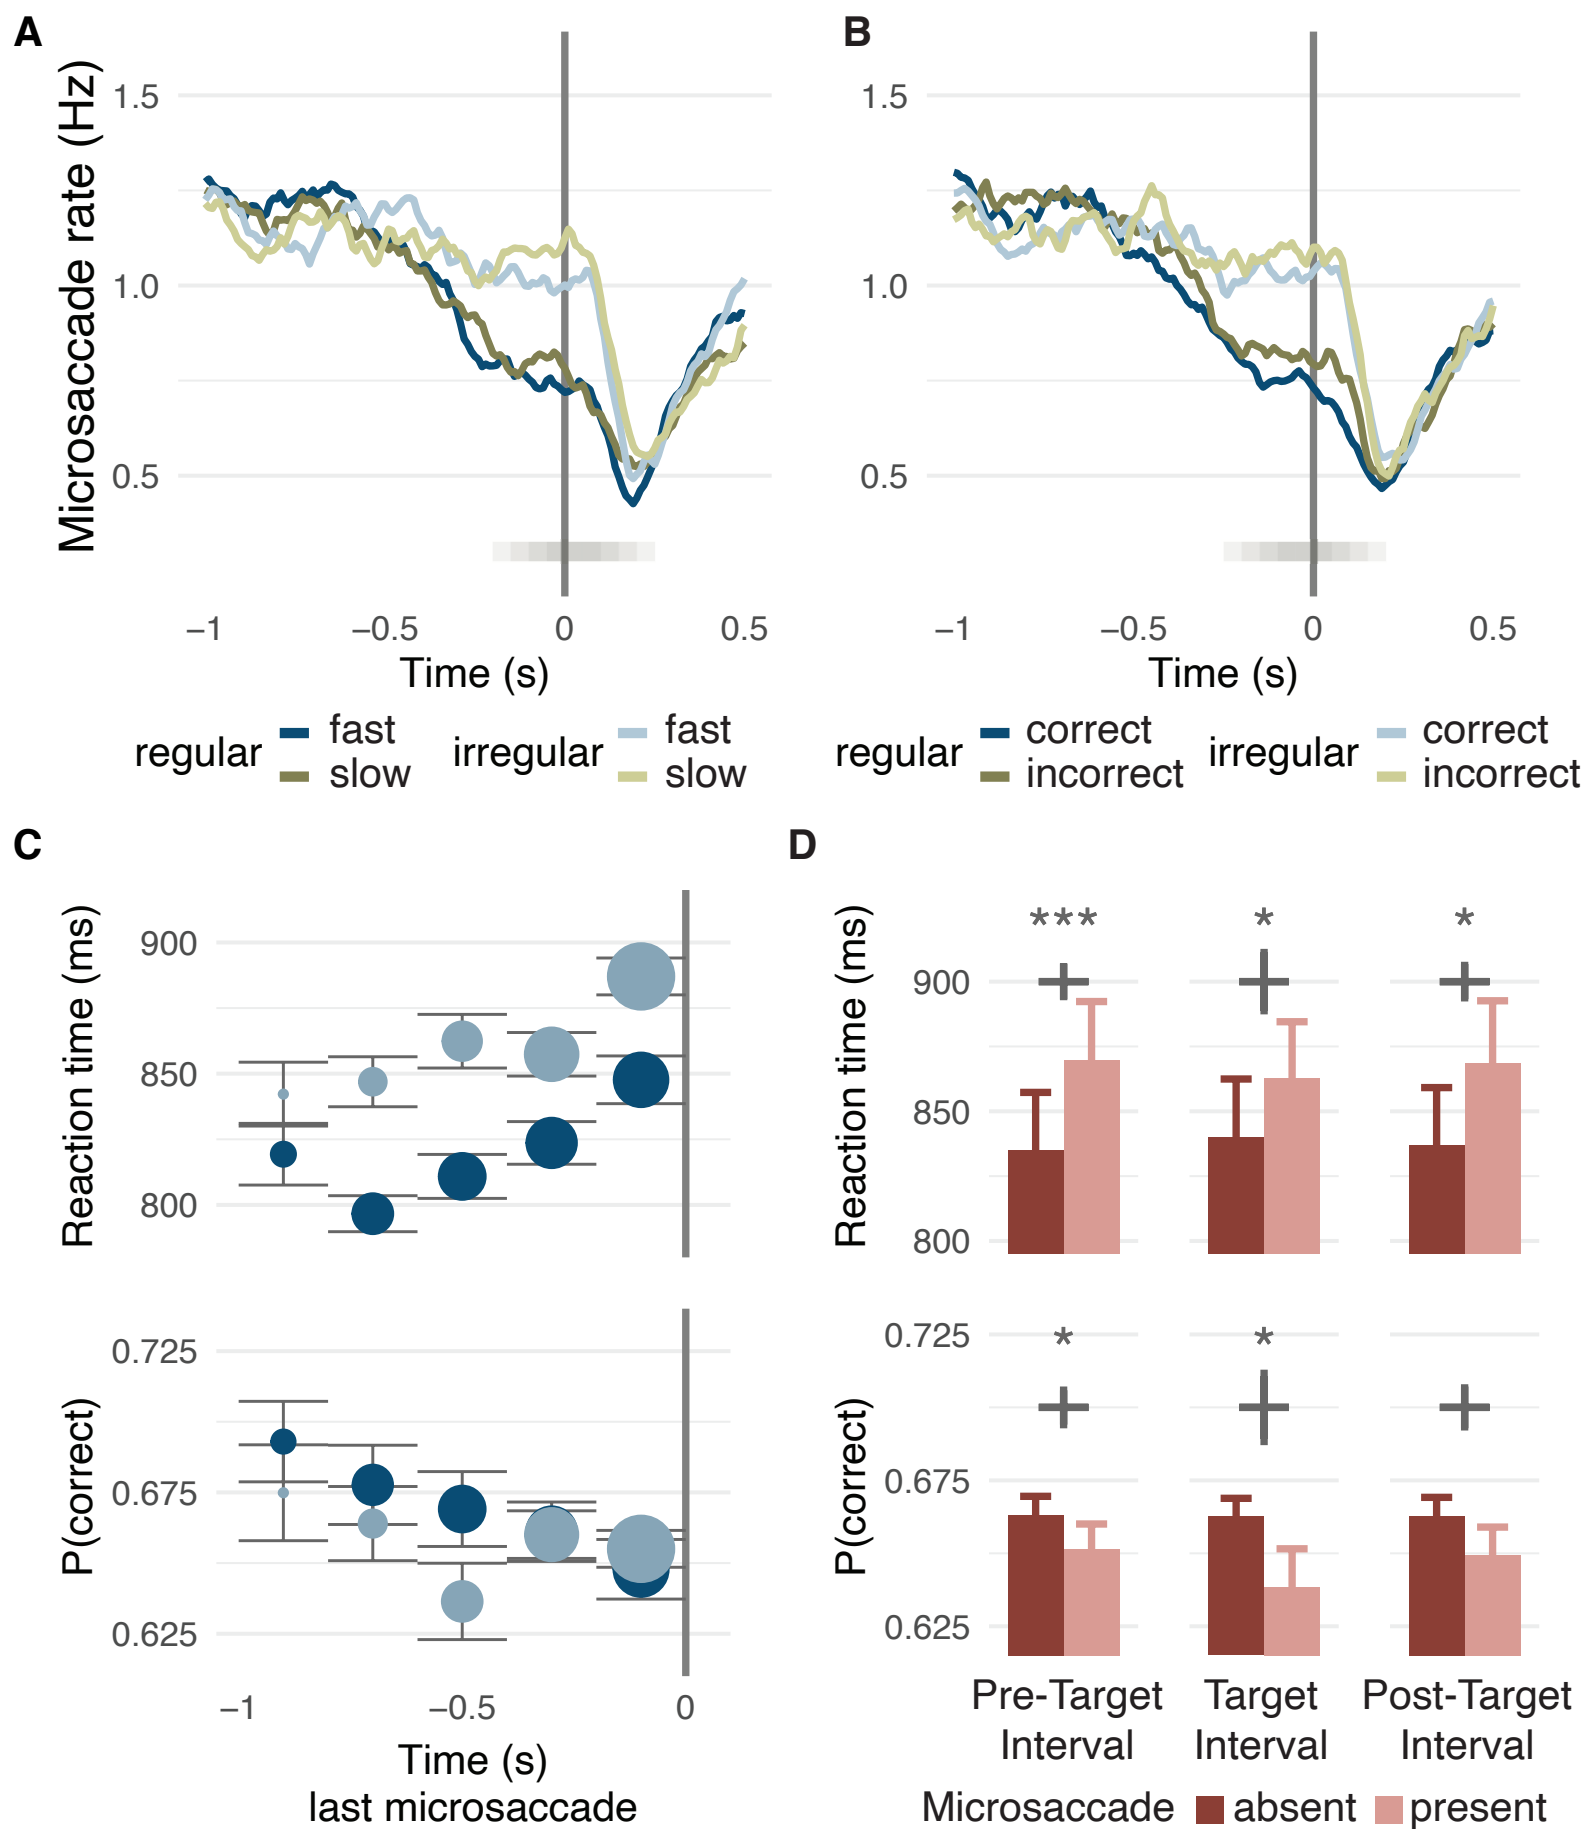 A
B
Microsaccade rate (Hz)
1.5
1.0
0.5
1.5
1.0
0.5
−1 −0.5 0 0.5
−1 −0.5 0 0.5
Time (s)
Time (s)
regular fast irregular fast
slow slow
regular correct irregular correct
incorrect incorrect
C
D
Reaction time (ms)
900
850
800
Reaction time (ms)
*** * *
900
850
800
P(correct)
0.725
0.675
0.625
P(correct)
* *
0.725
0.675
0.625
−1 −0.5 0
Time (s)
last microsaccade
Pre-Target Target Post-Target
Interval Interval Interval
Microsaccade absent present